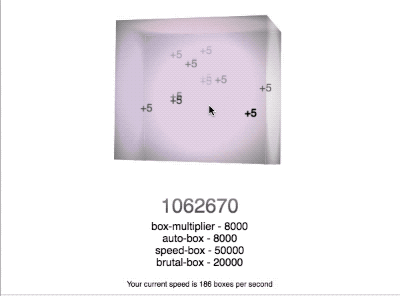 +5
+5
+5
+5
+5
+5
+5
+5
+5
+5
1062670
box-multiplier - 8000
auto-box - 8000
speed-box - 50000
brutal-box - 20000
Your current speed is 186 boxes per second